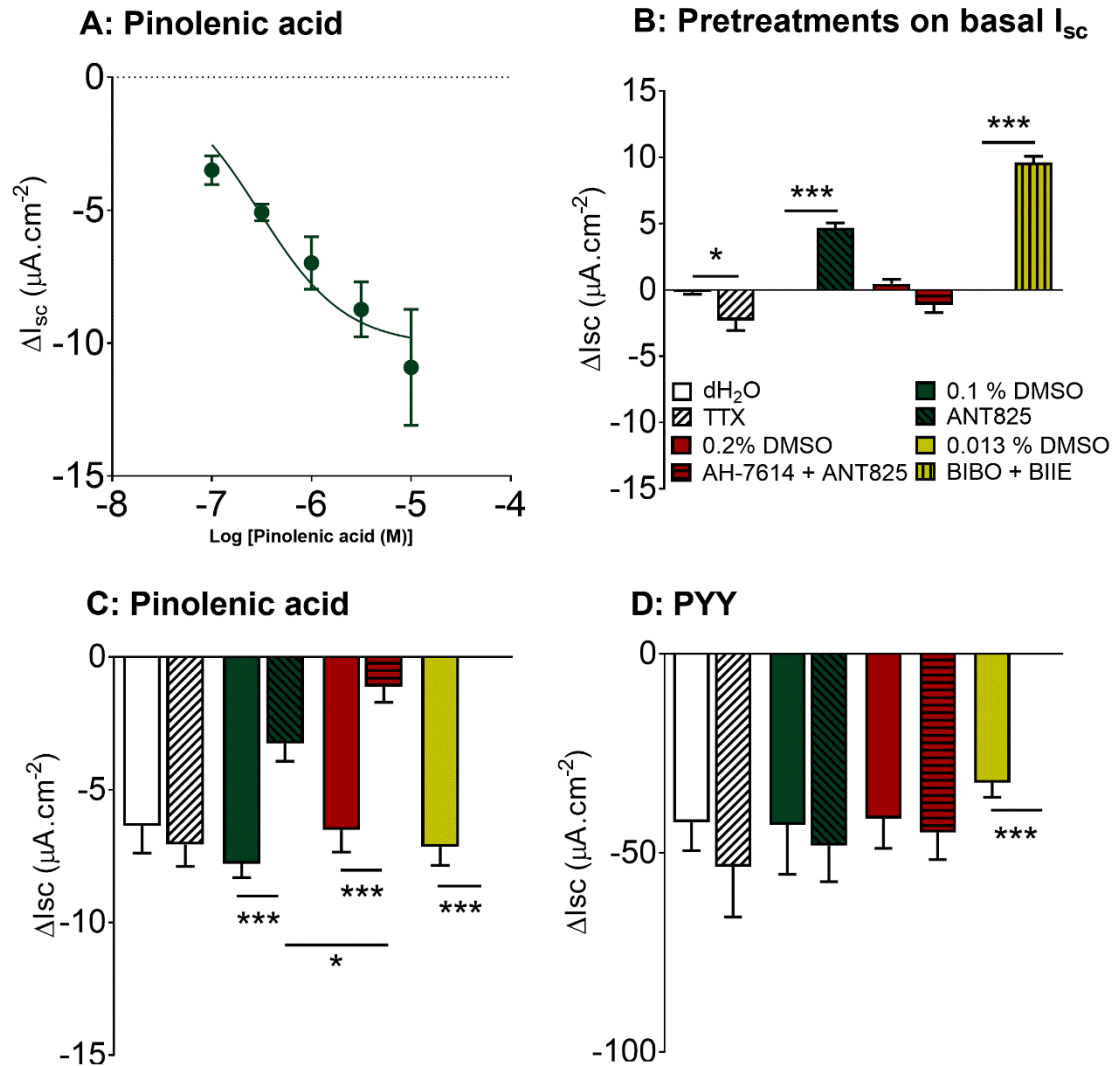 A: Pinolenic acid
0
-5
-10
-15
ΔIsc (μA.cm-2)
-8 -7 -6 -5 -4
Log [Pinolenic acid (M)]
B: Pretreatments on basal Isc
15
10
5
0
-5
-10
-15
ΔIsc (μA.cm-2)
*
***
***
dH2O
TTX
0.2% DMSO
AH-7614 + ANT825
0.1 % DMSO
ANT825
0.013 % DMSO
BIBO + BIIE
C: Pinolenic acid
0
-5
-10
-15
ΔIsc (μA.cm-2)
***
***
***
*
D: PYY
0
-50
-100
ΔIsc (μA.cm-2)
***